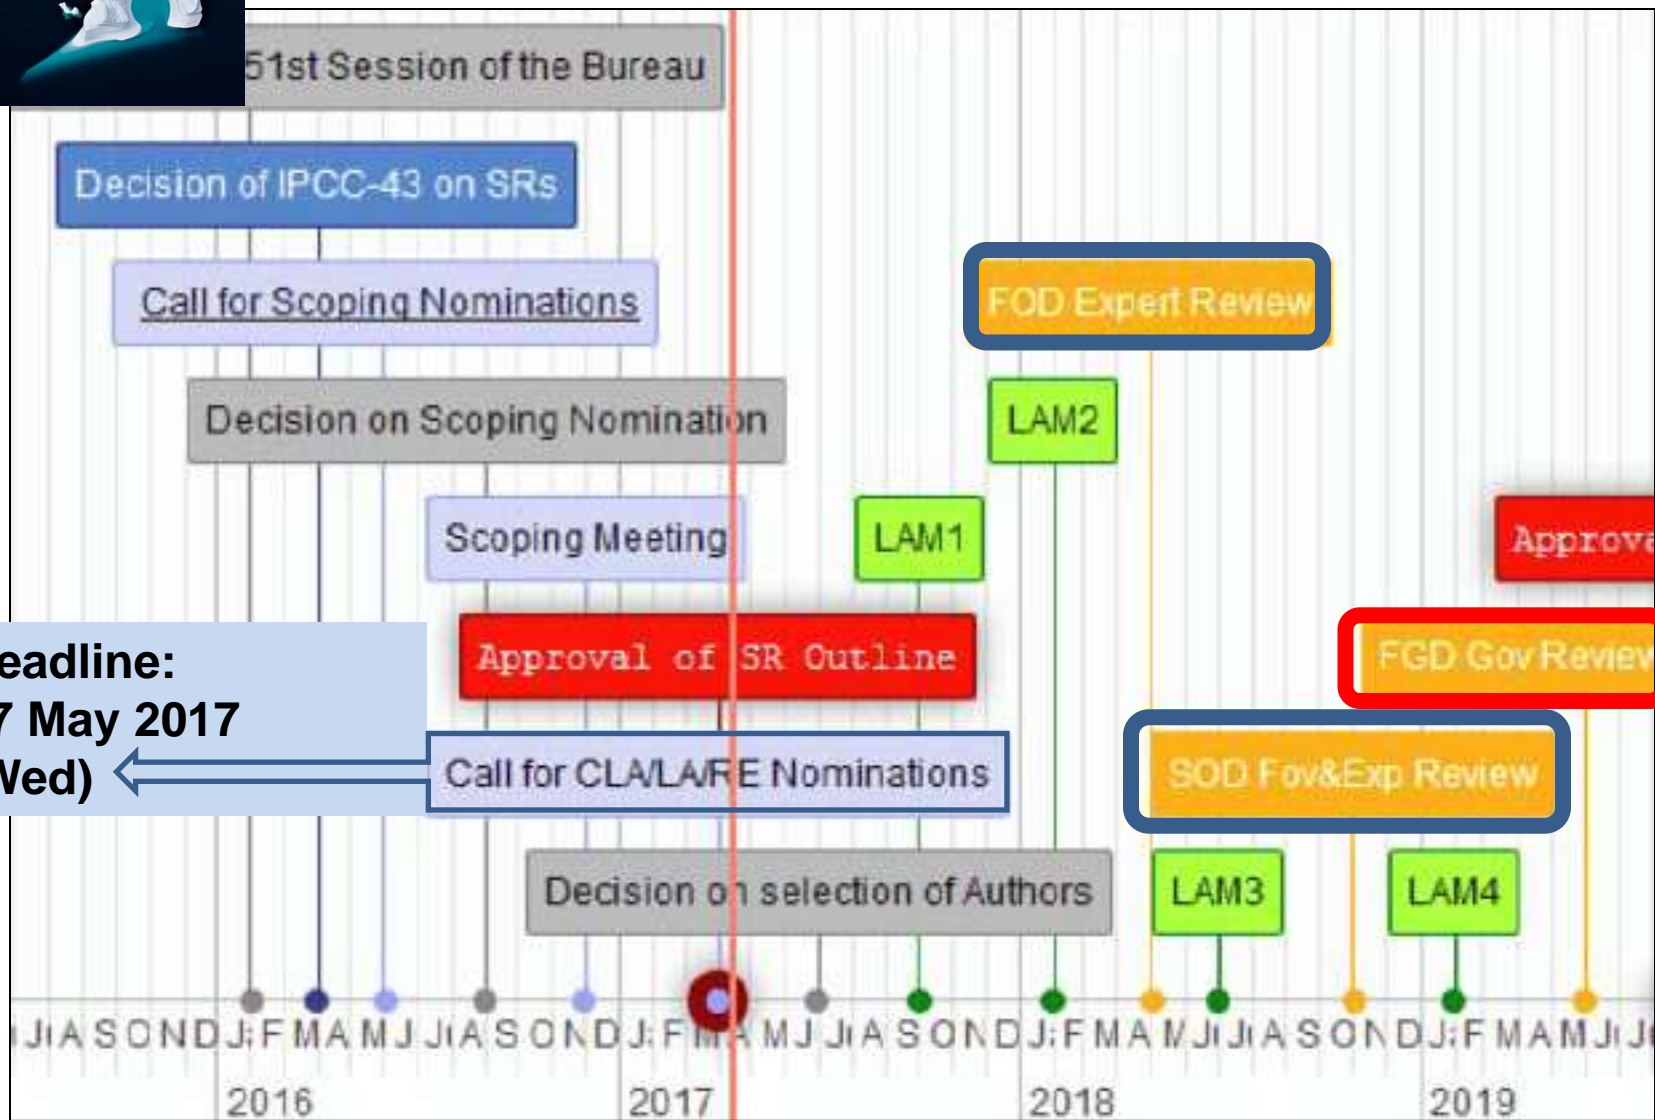 51st Session of the Bureau
Decision of IPCC-43 on SRs
Call for Scoping Nominations
FOD Expert Review
Decision on Scoping Nomination
LAM2
Scoping Meeting
LAM1
Approva
Approval of SR Outline
FGD Gov Review
eadline:
7 May 2017
Wed)
Call for CLA/LA/RE Nominations
SOD Fov&Exp Review
Decision on selection of Authors
LAM3
LAM4
J A S O N D J F M A M J J A S O N D J F M A M J J A S O N D J F M A M J J A S O N D J F M A M J J
2016 2017 2018 2019